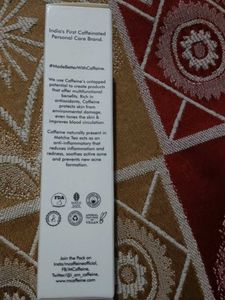 India's First Caffeinated
Personal Care Brand.
#MadeBetterWithCaffeine.
We use Caffeine's untapped
potential to create products
that offer multifunctional
benefits. Rich in
antioxidants, Caffeine
protects skin from
environmental damage,
even tones the skin &
improves blood circulation.
Caffeine naturally present in
Matcha Tea acts as an
anti-inflammatory that
reduces inflammation and
redness, soothes active acne
and prevents new acne
formation.
FDA
VEGAN
Join the Pack on
Insta/mcaffeineofficial,
FB/MCaffeine,
Twitter/@i_am_caffeine,
www.mcaffeine.com